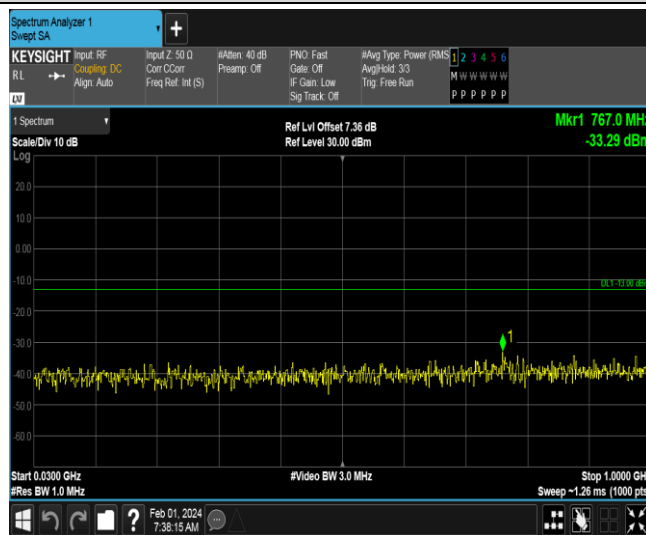 Spectrum Analyzer 1
Swept SA
KEYSIGHT
RL
LXI
Input: RF
Coupling: DC
Align: Auto
Input Z: 50 Ω
Corr CCorr
Freq Ref: Int (S)
#Atten: 40 dB
Preamp: Off
PNO: Fast
Gate: Off
IF Gain: Low
Sig Track: Off
#Avg Type: Power (RMS
Avg|Hold: 3/3
Trig: Free Run
1 2 3 4 5 6
M W W W W W
P P P P P P
1 Spectrum
Scale/Div 10 dB
Log
Ref Lvl Offset 7.36 dB
Ref Level 30.00 dBm
Mkr1 767.0 MHz
-33.29 dBm
20.0
10.0
0.00
-10.0
DL1 -13.00 dBm
-20.0
-30.0
1
-40.0
-50.0
-60.0
Start 0.0300 GHz
#Res BW 1.0 MHz
#Video BW 3.0 MHz
Stop 1.0000 GHz
Sweep ~1.26 ms (1000 pts
?
Feb 01, 2024
7:38:15 AM